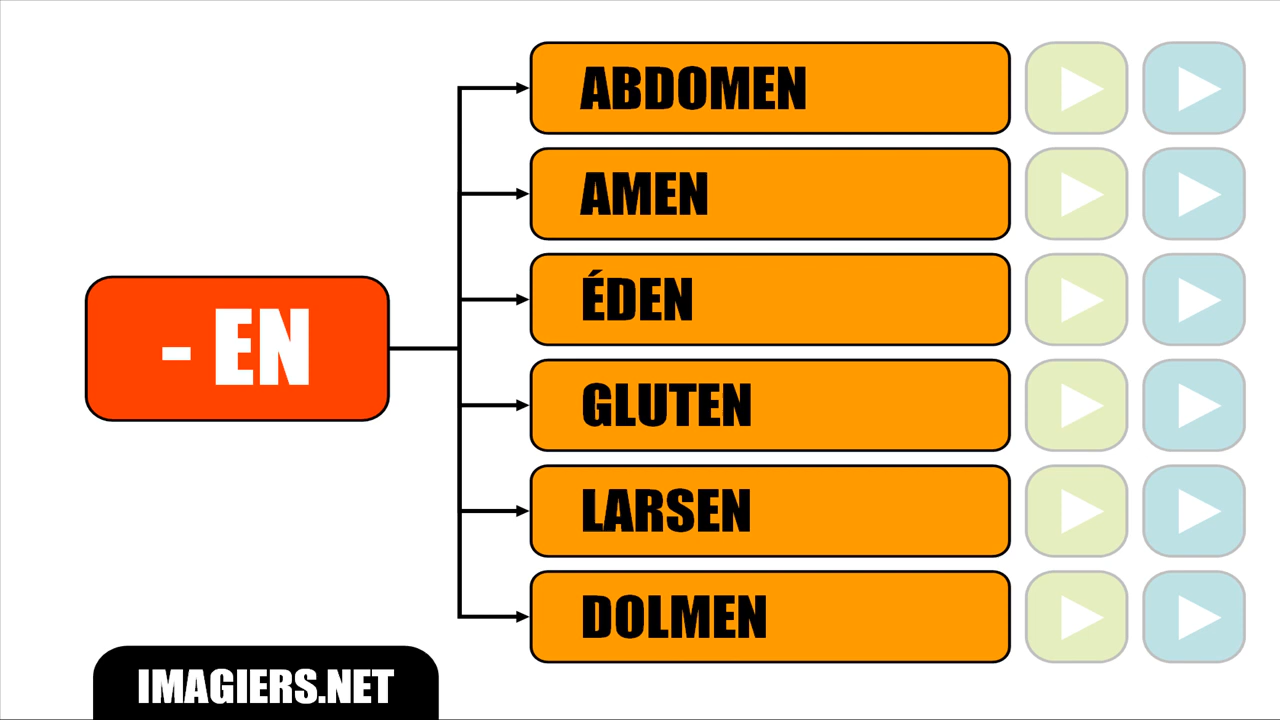 ABDOMEN
AMEN
ÉDEN
- EN
GLUTEN
LARSEN
DOLMEN
IMAGIERS.NET